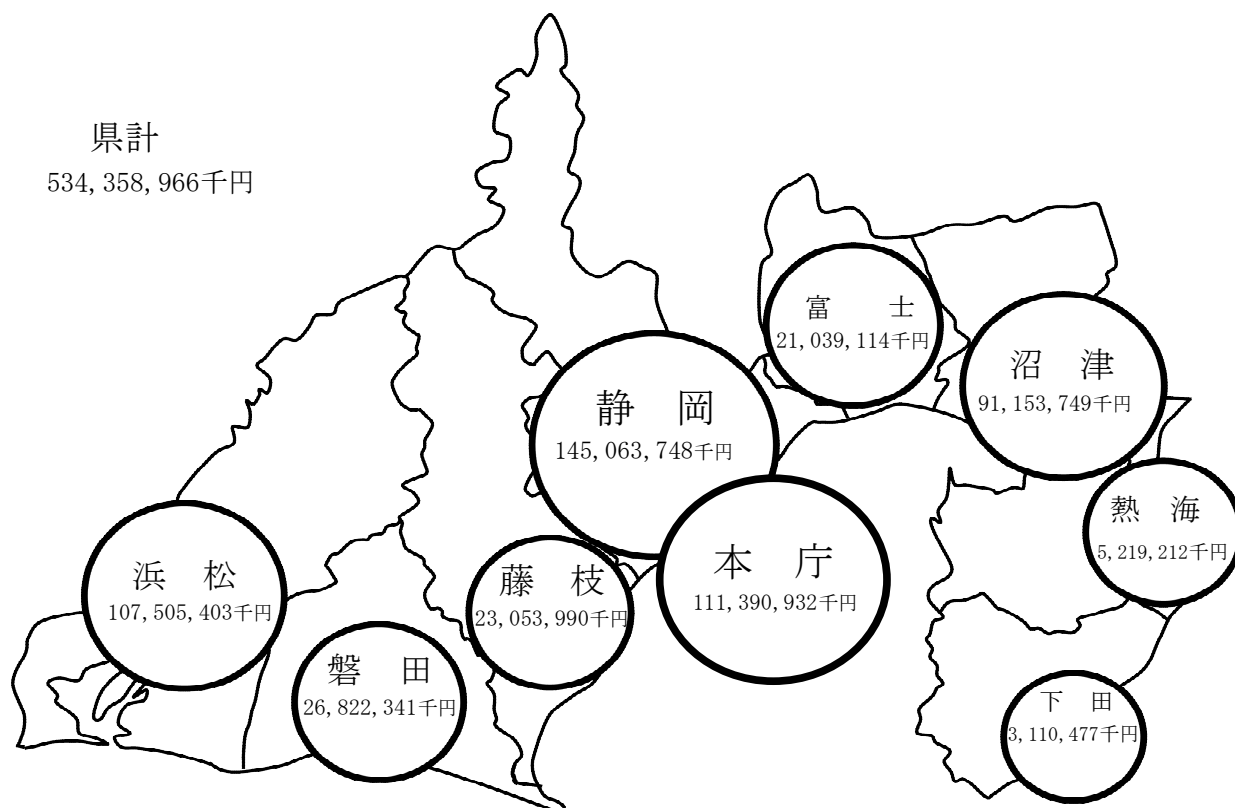 県計
534,358,966千円
富 士
21,039,114千円
沼 津
91,153,749千円
静 岡
145,063,748千円
熱 海
5,219,212千円
本 庁
111,390,932千円
浜 松
107,505,403千円
藤 枝
23,053,990千円
磐 田
26,822,341千円
下 田
3,110,477千円